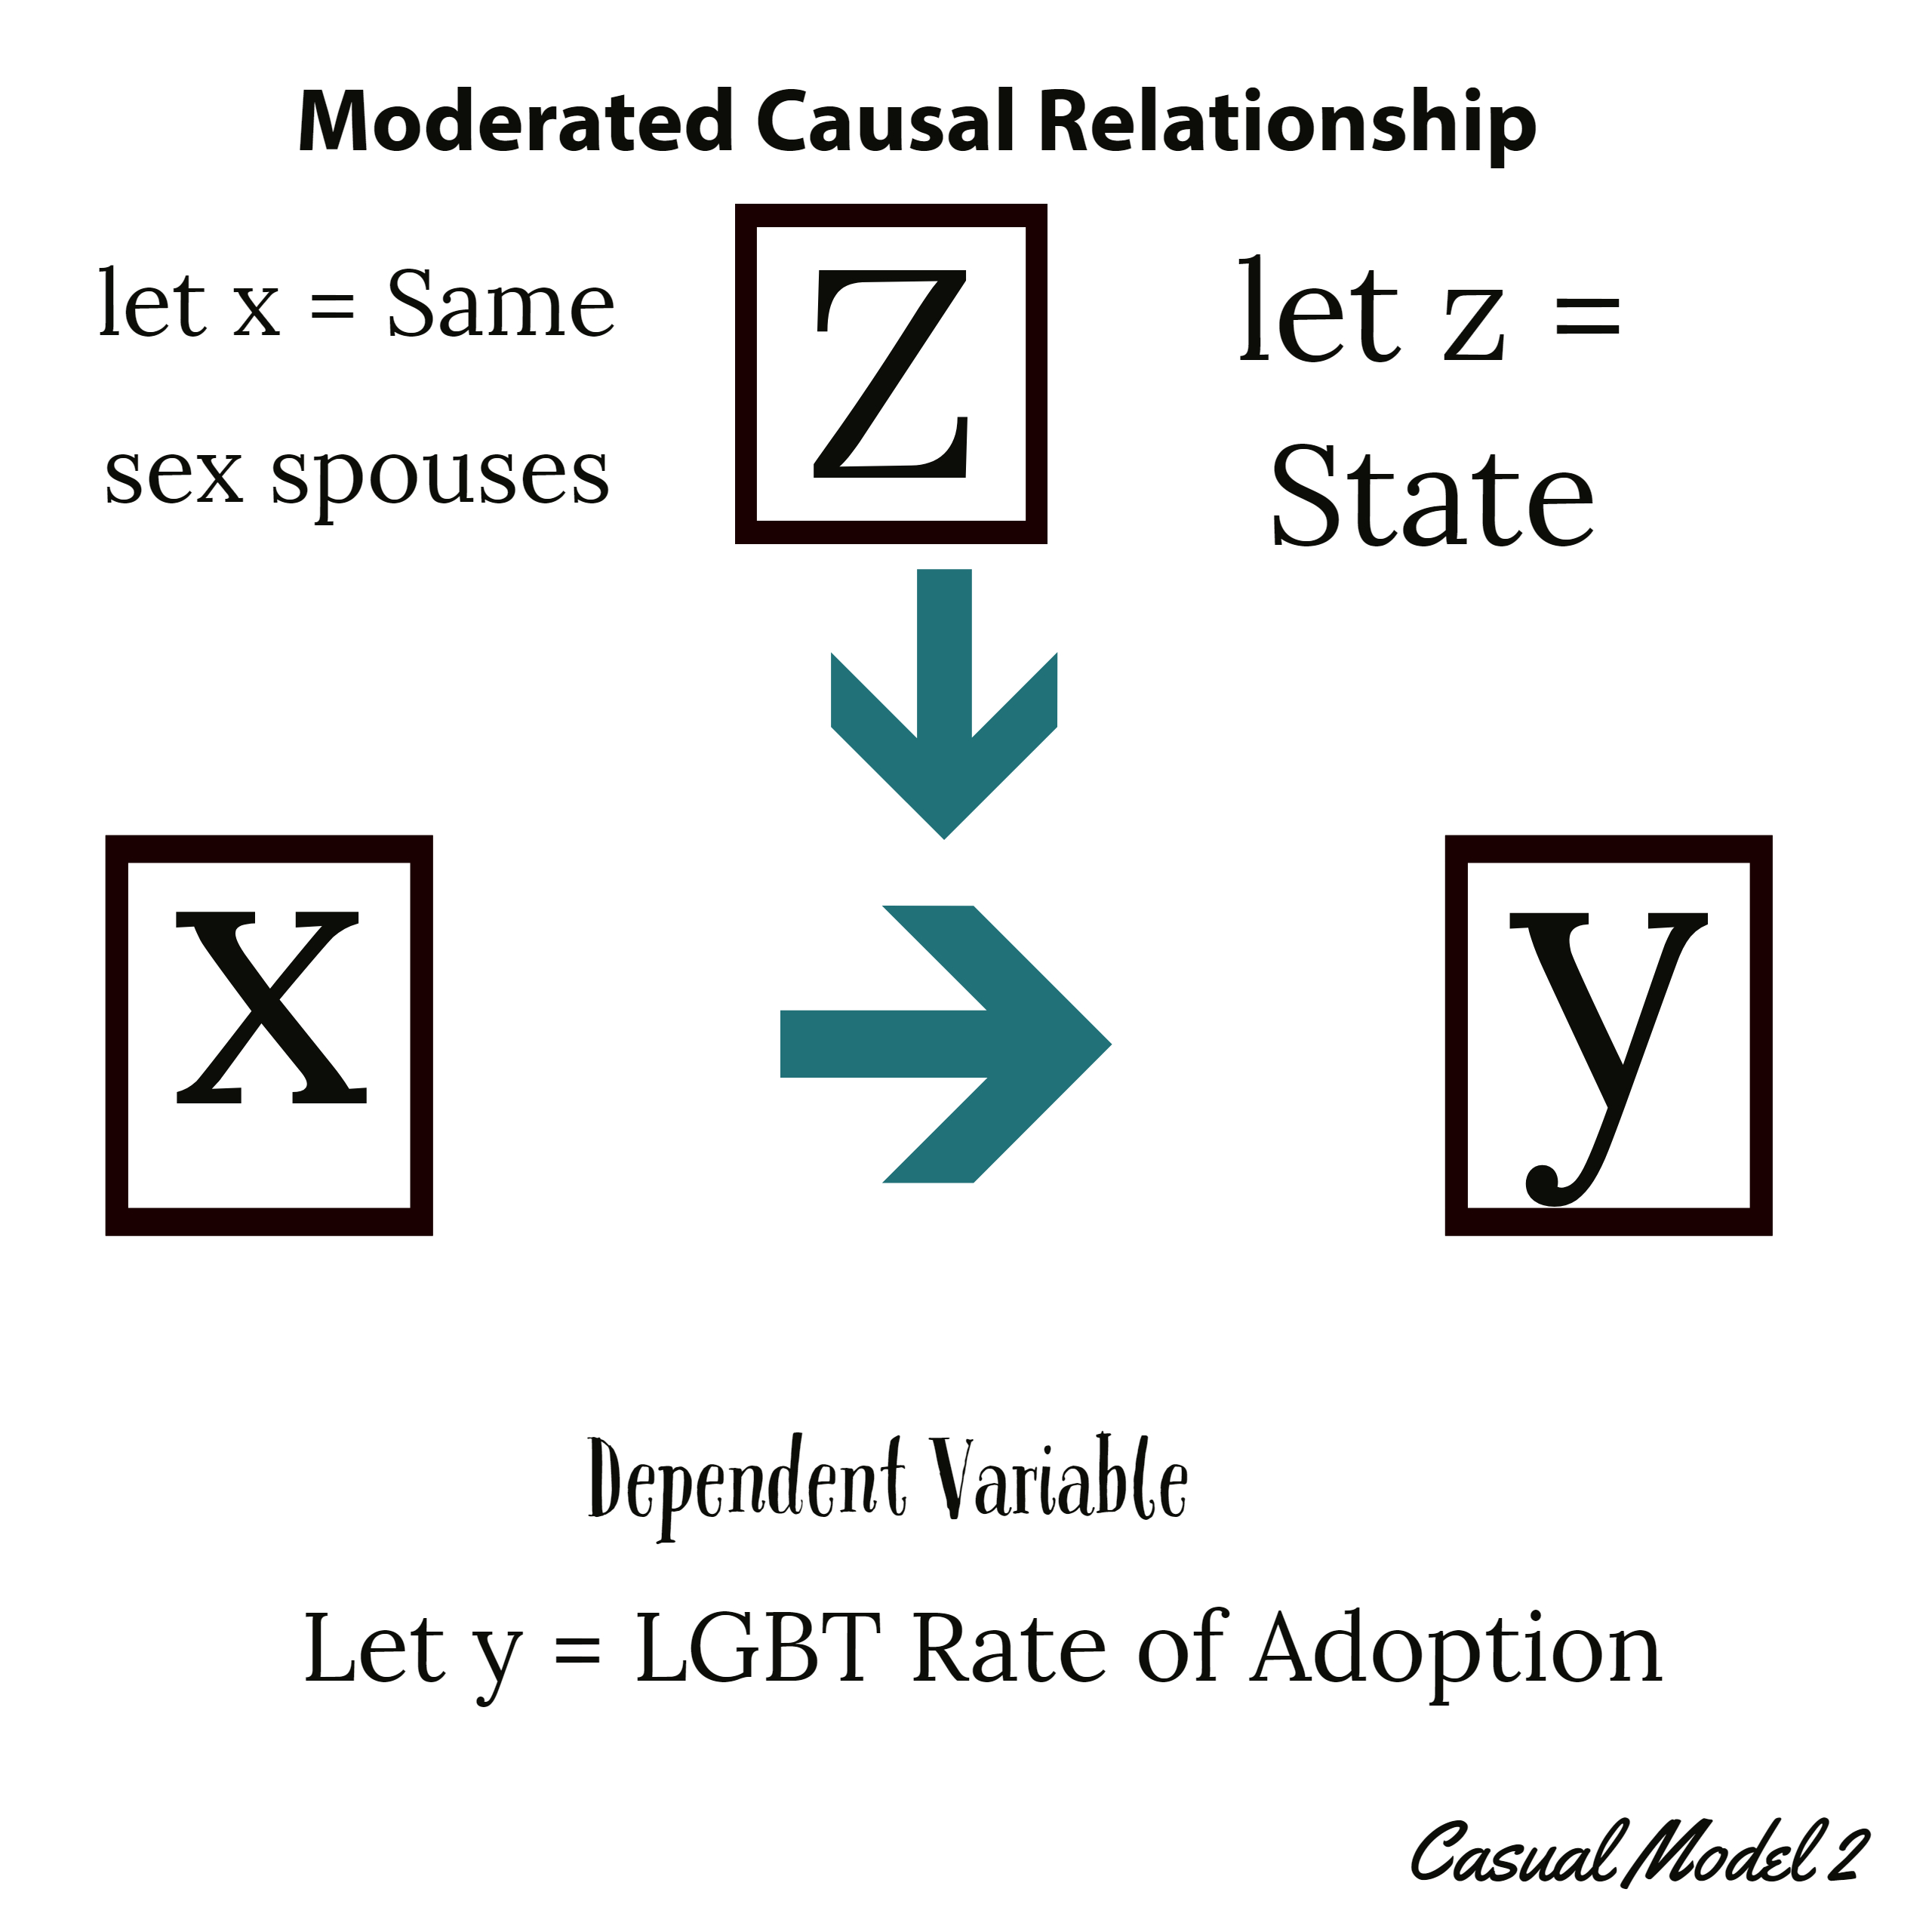 Moderated Causal Relationship
let x = Same
sex spouses
Z
let z =
State
X
y
Dependent Variable
Let y = LGBT Rate of Adoption
Casual Model 2